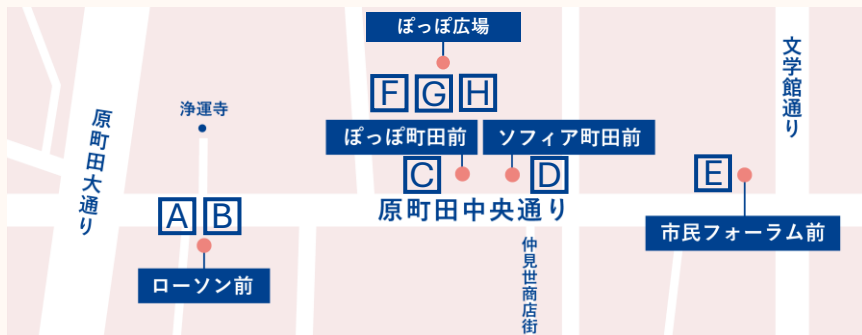 ぽっぽ広場
F G H
文学館通り
浄運寺
原町田大通り
ぽっぽ町田前
ソフィア町田前
C
D
E
A B
原町田中央通り
市民フォーラム前
仲見世商店街
ローソン前